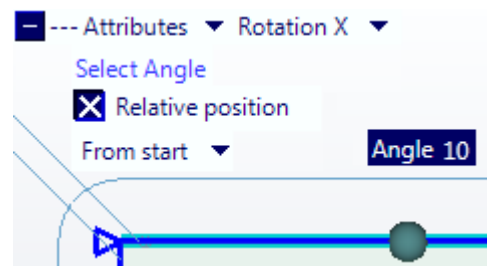 --- Attributes Rotation X
Select Angle
Relative position
From start Angle 10